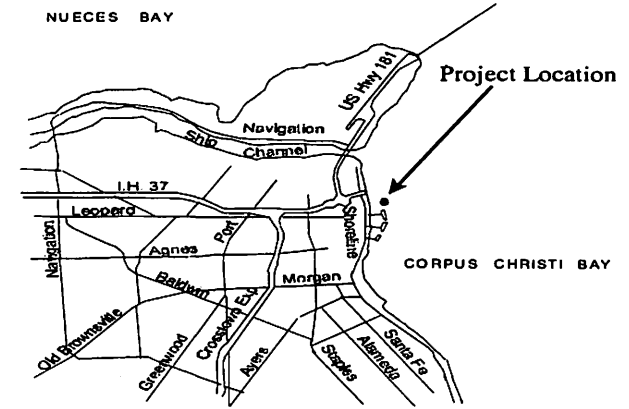 NUECES BAY
US Hwy 181
Project Location
Navigation
Ship Channel
I.H. 37
Leopard
Navigation
Port
Shoreline
Agnes
CORPUS CHRISTI BAY
Baldwin
Morgan
Crosstown Exp
Old Brownsville
Greenwood
Ayers
Staples
Alameda
Santa Fe